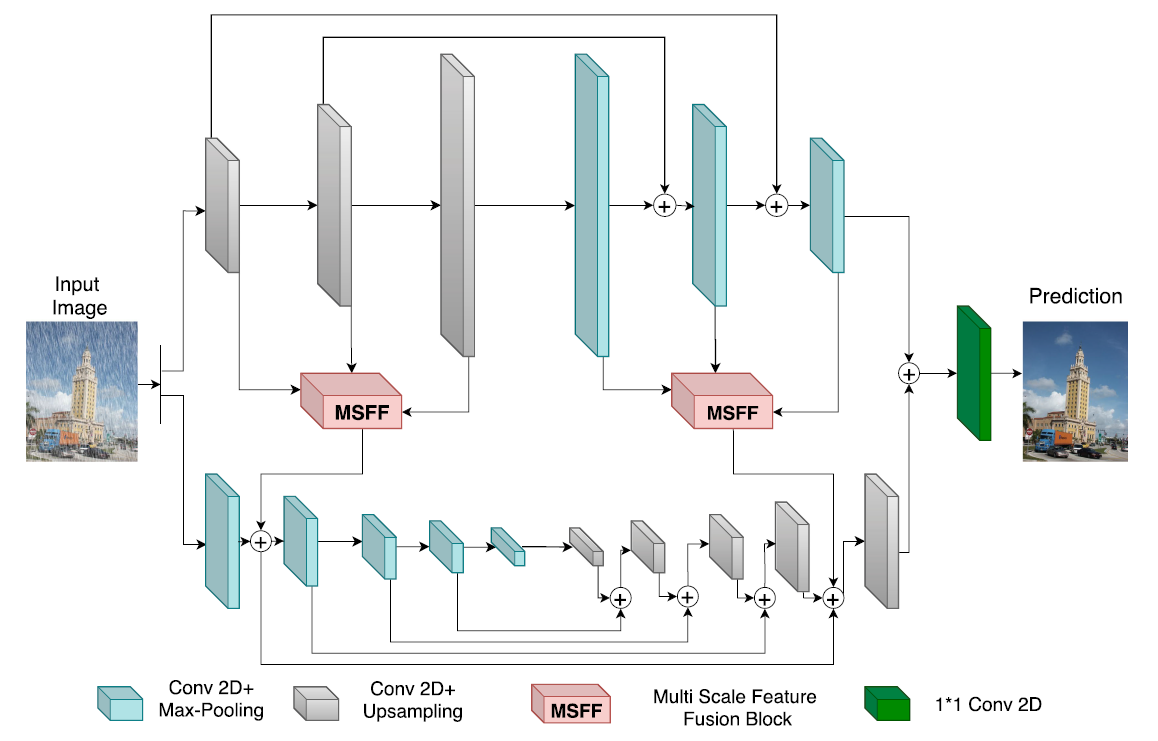 Input
Image
Prediction
MSFF
MSFF
+
+
+
+
+
+
+
+
Conv 2D+
Max-Pooling
Conv 2D+
Upsampling
MSFF
Multi Scale Feature
Fusion Block
1*1 Conv 2D